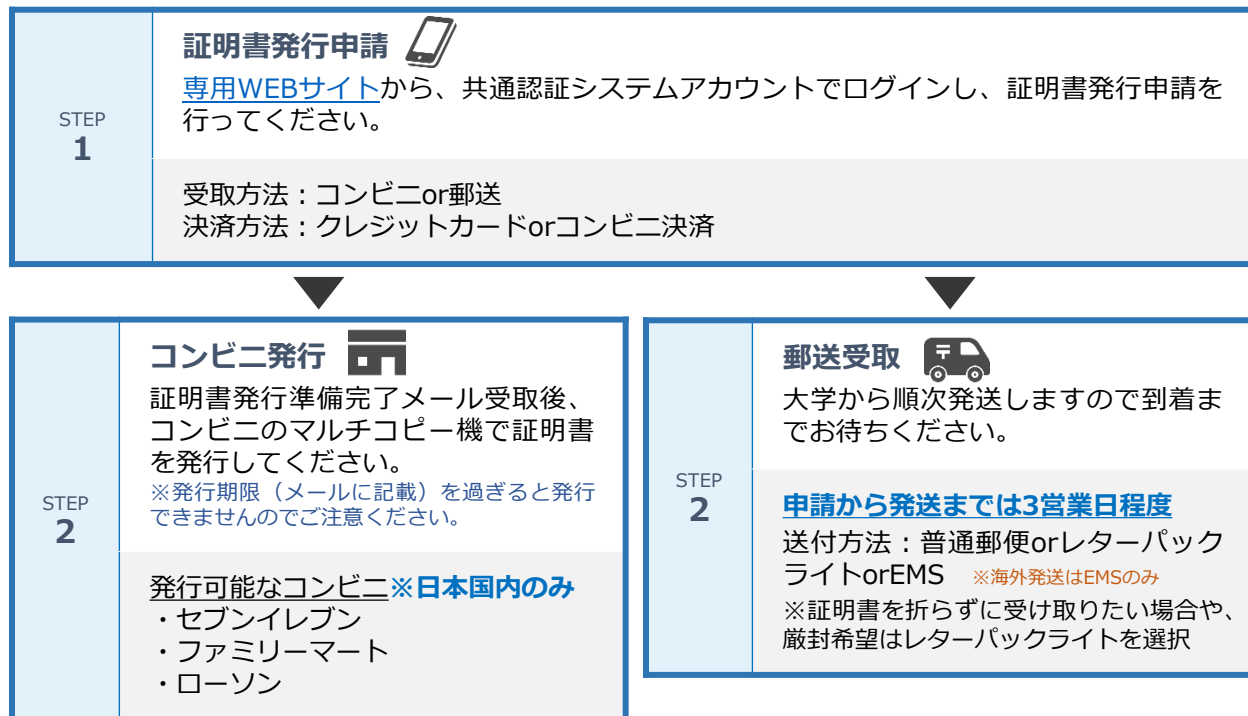 STEP
1
証明書発行申請
専用WEBサイトから、共通認証システムアカウントでログインし、証明書発行申請を
行ってください。
受取方法：コンビニor郵送
決済方法：クレジットカードorコンビニ決済
STEP
2
コンビニ発行
証明書発行準備完了メール受取後、
コンビニのマルチコピー機で証明書
を発行してください。
※発行期限（メールに記載）を過ぎると発行
できませんのでご注意ください。
発行可能なコンビニ※日本国内のみ
・セブンイレブン
・ファミリーマート
・ローソン
STEP
2
郵送受取
大学から順次発送しますので到着ま
でお待ちください。
申請から発送までは3営業日程度
送付方法：普通郵便orレターパック
ライトorEMS ※海外発送はEMSのみ
※証明書を折らずに受け取りたい場合や、
厳封希望はレターパックライトを選択